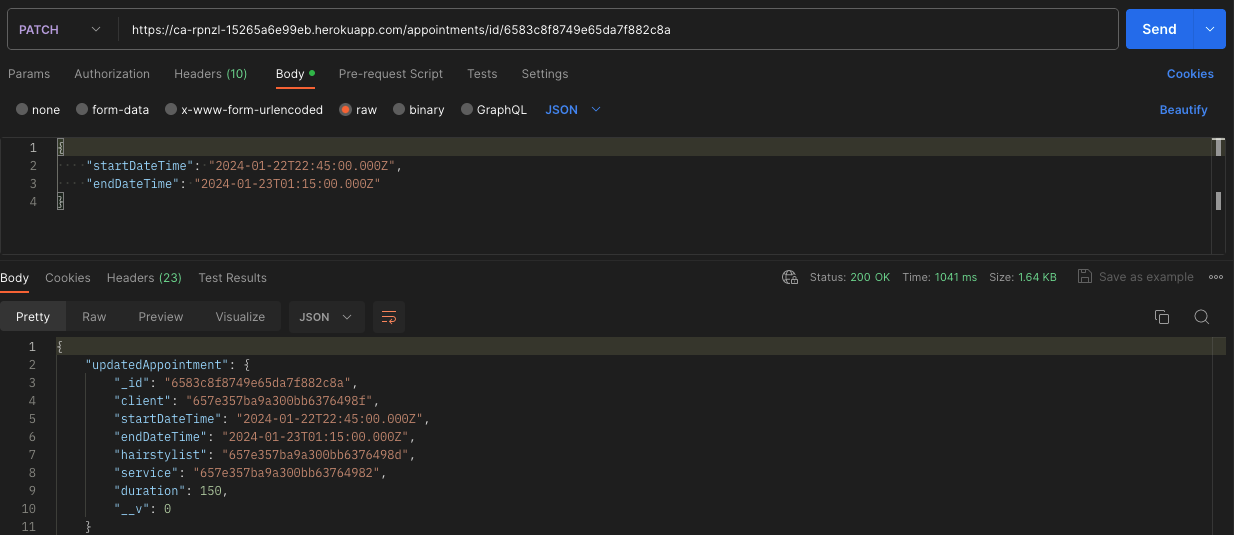 PATCH https://ca-rpnzl-15265a6e99eb.herokuapp.com/appointments/id/6583c8f8749e65da7f882c8a Send
Params Authorization Headers (10) Body Pre-request Script Tests Settings Cookies
none form-data x-www-form-urlencoded raw binary GraphQL JSON Beautify
1 {
2 "startDateTime": "2024-01-22T22:45:00.000Z",
3 "endDateTime": "2024-01-23T01:15:00.000Z"
4 }
Body Cookies Headers (23) Test Results Status: 200 OK Time: 1041 ms Size: 1.64 KB Save as example
Pretty Raw Preview Visualize JSON
1 {
2 "updatedAppointment": {
3 "_id": "6583c8f8749e65da7f882c8a",
4 "client": "657e357ba9a300bb6376498f",
5 "startDateTime": "2024-01-22T22:45:00.000Z",
6 "endDateTime": "2024-01-23T01:15:00.000Z",
7 "hairstylist": "657e357ba9a300bb6376498d",
8 "service": "657e357ba9a300bb63764982",
9 "duration": 150,
10 "__v": 0
11 }